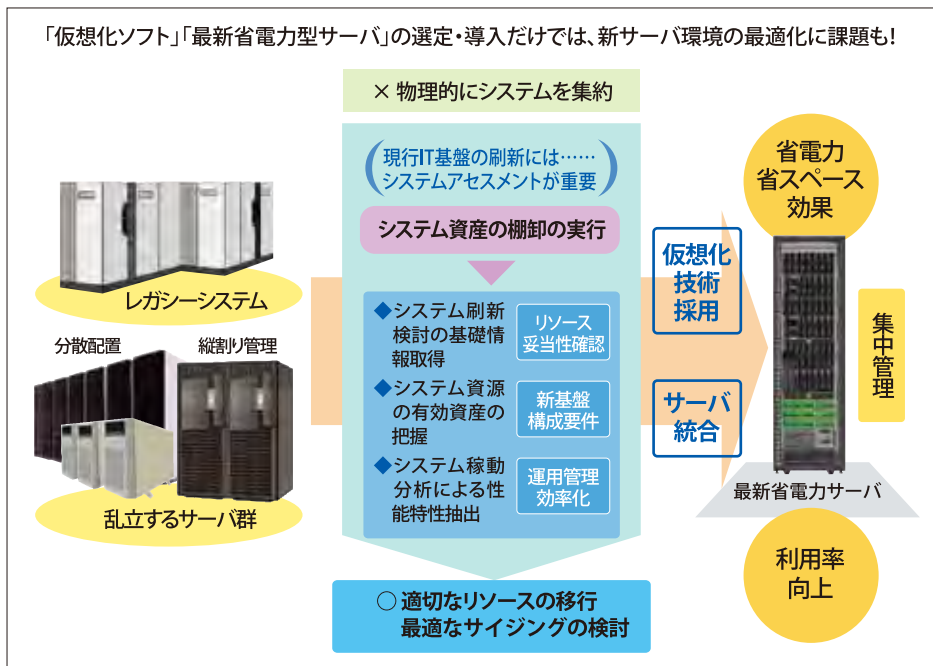 「仮想化ソフト」「最新省電力型サーバ」の選定・導入だけでは、新サーバ環境の最適化に課題も!
× 物理的にシステムを集約
現行IT基盤の刷新には……
システムアセスメントが重要
システム資産の棚卸の実行
レガシーシステム
分散配置
縦割り管理
乱立するサーバ群
◆システム刷新
検討の基礎情
報取得
リソース
妥当性確認
◆システム資源
の有効資産の
把握
新基盤
構成要件
◆システム稼動
分析による性
能特性抽出
運用管理
効率化
○ 適切なリソースの移行
最適なサイジングの検討
仮想化
技術
採用
サーバ
統合
省電力
省スペース
効果
集中管理
最新省電力サーバ
利用率
向上